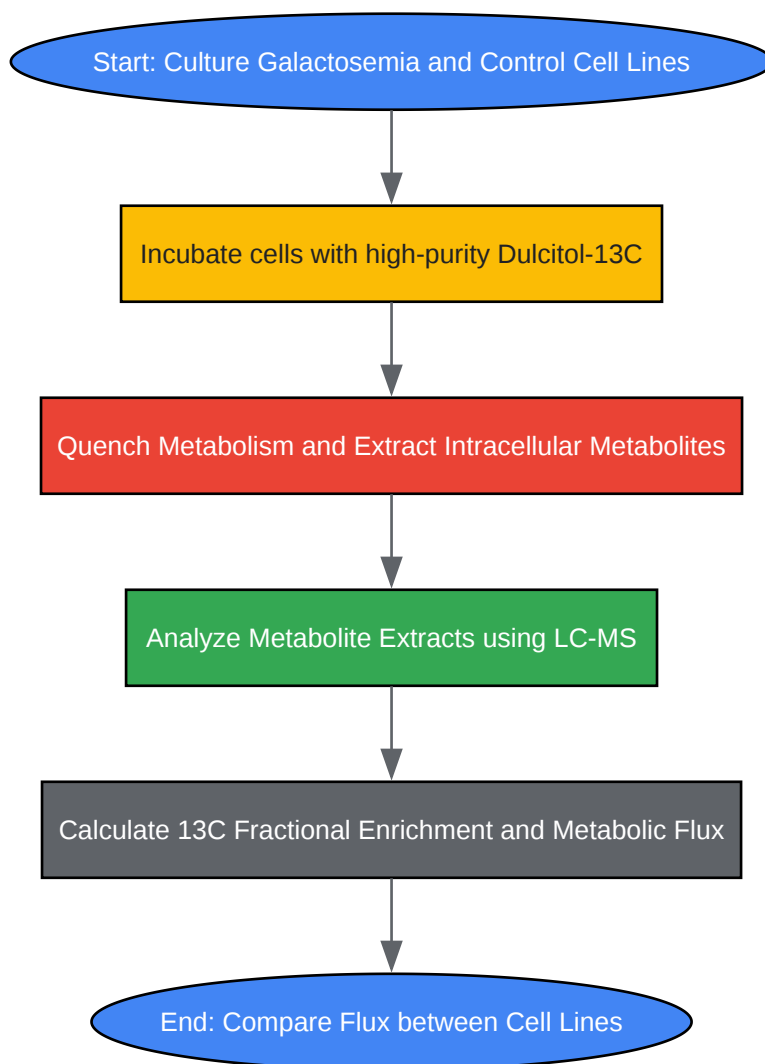 Start: Culture Galactosemia and Control Cell Lines
Incubate cells with high-purity Dulcitol-13C
Quench Metabolism and Extract Intracellular Metabolites
Analyze Metabolite Extracts using LC-MS
Calculate 13C Fractional Enrichment and Metabolic Flux
End: Compare Flux between Cell Lines